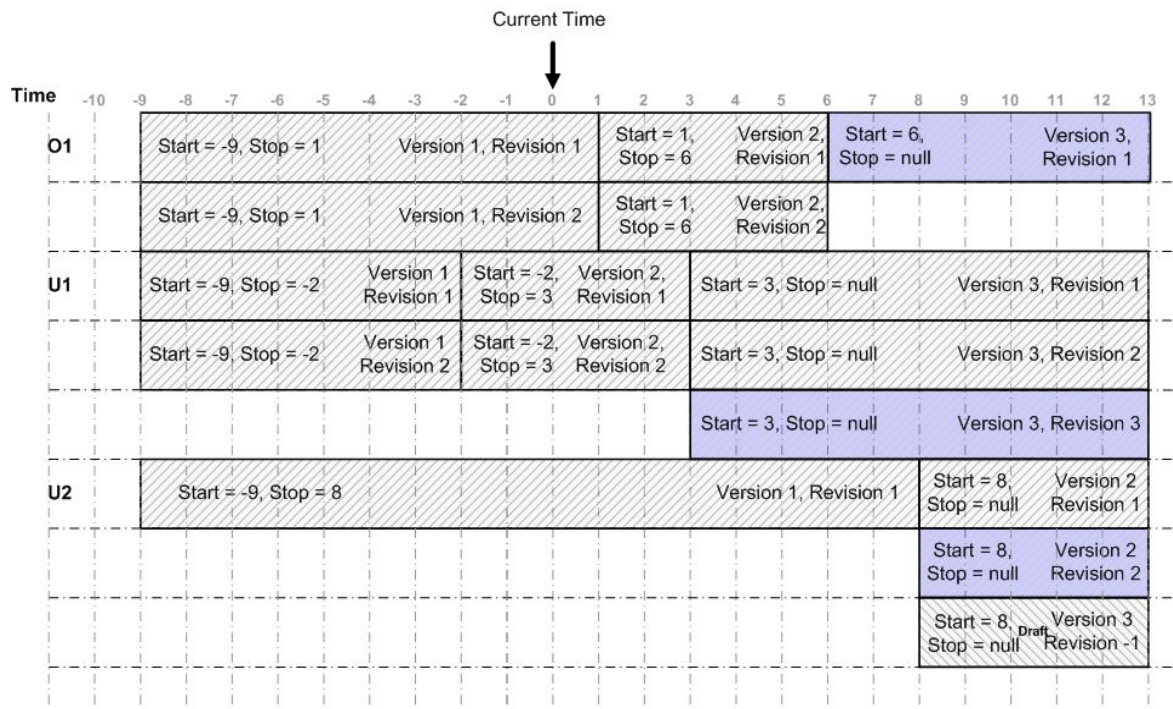 Current Time
Time -10 -9 -8 -7 -6 -5 -4 -3 -2 -1 0 1 2 3 4 5 6 7 8 9 10 11 12 13
O1
Start = -9, Stop = 1 Version 1, Revision 1
Start = 1, Version 2,
Stop = 6 Revision 1
Start = 6, Version 3,
Stop = null Revision 1
Start = -9, Stop = 1 Version 1, Revision 2
Start = 1, Version 2,
Stop = 6 Revision 2
U1
Start = -9, Stop = -2 Version 1
Revision 1
Start = -2, Version 2,
Stop = 3 Revision 1
Start = 3, Stop = null Version 3, Revision 1
Start = -9, Stop = -2 Version 1
Revision 2
Start = -2, Version 2,
Stop = 3 Revision 2
Start = 3, Stop = null Version 3, Revision 2
Start = 3, Stop = null Version 3, Revision 3
U2
Start = -9, Stop = 8 Version 1, Revision 1
Start = 8, Version 2
Stop = null Revision 1
Start = 8, Version 2
Stop = null Revision 2
Start = 8, Version 3
Stop = null Draft Revision -1